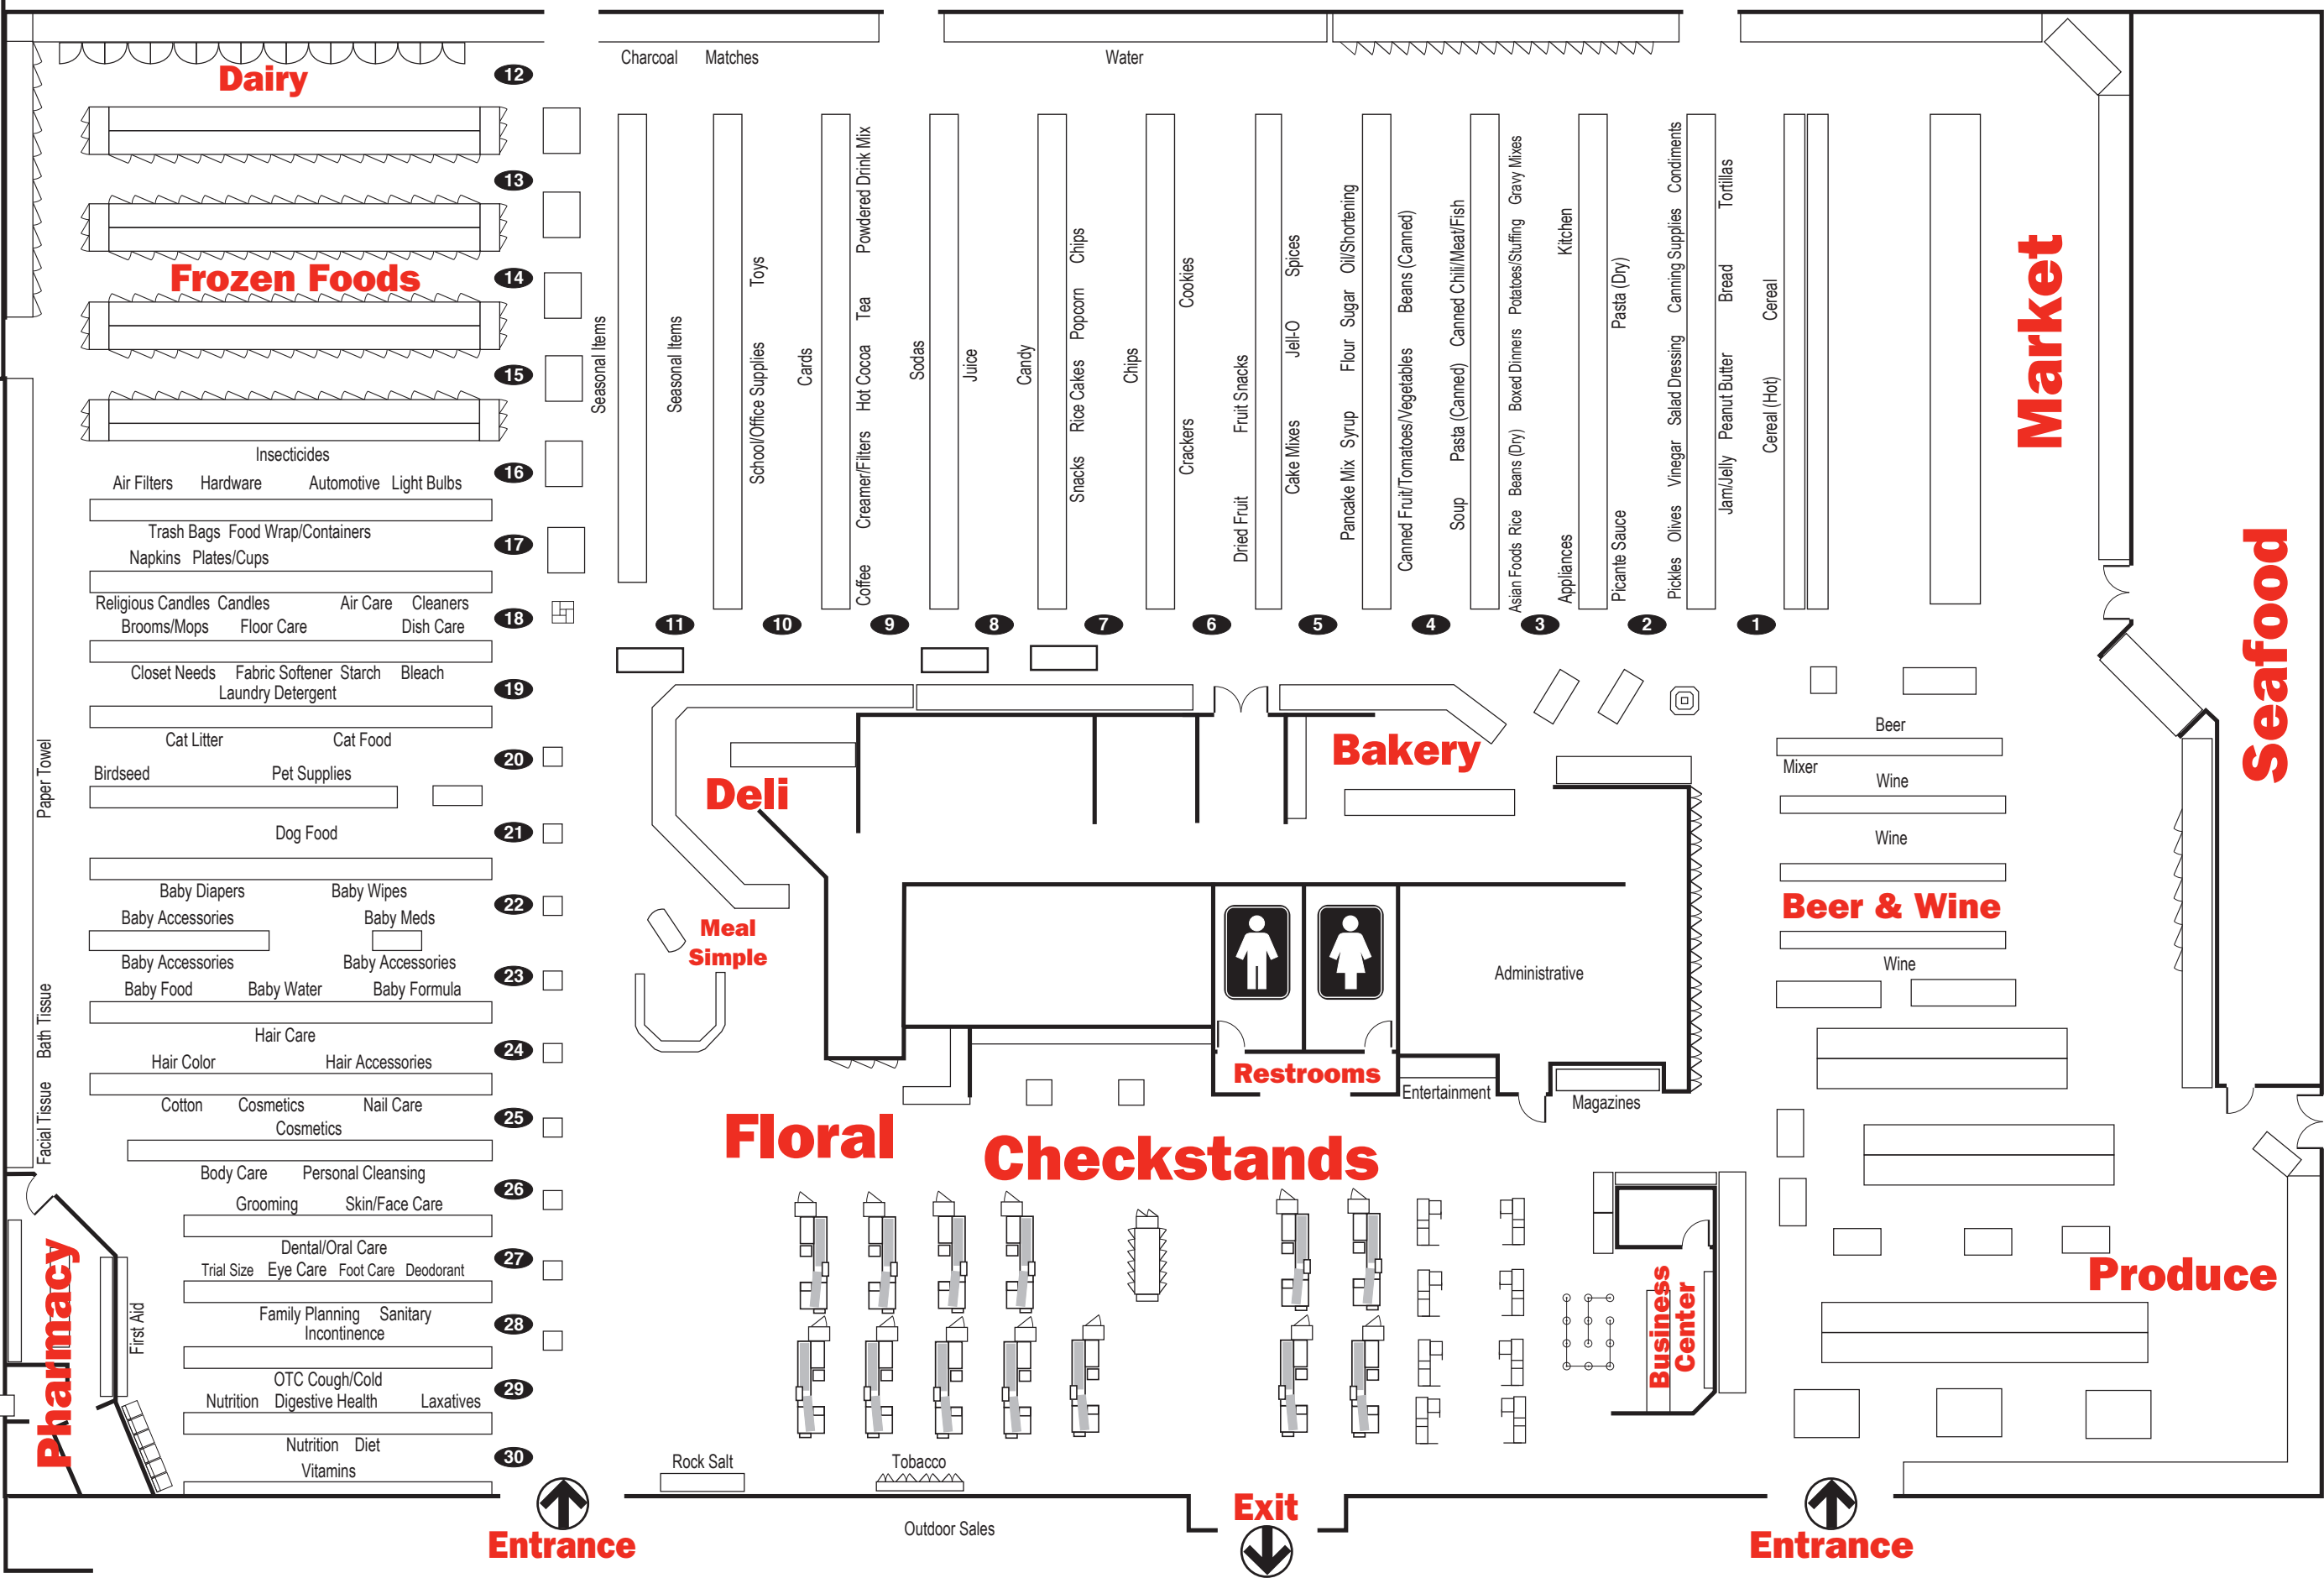 Charcoal Matches
Water
Dairy
12
13
Frozen Foods
14
15
Insecticides
16
Air Filters Hardware Automotive Light Bulbs
Trash Bags Food Wrap/Containers
17
Napkins Plates/Cups
Religious Candles Candles Air Care Cleaners
18
Brooms/Mops Floor Care Dish Care
Closet Needs Fabric Softener Starch Bleach
19
Laundry Detergent
Cat Litter Cat Food
20
Birdseed Pet Supplies
Dog Food
21
Baby Diapers Baby Wipes
22
Baby Accessories Baby Meds
Baby Accessories Baby Accessories
23
Baby Food Baby Water Baby Formula
Hair Care
24
Hair Color Hair Accessories
Cotton Cosmetics Nail Care
25
Cosmetics
Body Care Personal Cleansing
26
Grooming Skin/Face Care
Dental/Oral Care
27
Trial Size Eye Care Foot Care Deodorant
Family Planning Sanitary
28
Incontinence
OTC Cough/Cold
29
Nutrition Digestive Health Laxatives
Nutrition Diet
30
Vitamins
Paper Towel
Bath Tissue
Facial Tissue
First Aid
Pharmacy
Seasonal Items
Seasonal Items
School/Office Supplies Toys
Cards
Coffee Creamer/Filters Hot Cocoa Tea Powdered Drink Mix
Sodas
Juice
Candy
Snacks Rice Cakes Popcorn Chips
Chips
Crackers Cookies
Dried Fruit Fruit Snacks
Cake Mixes Jell-O Spices
Pancake Mix Syrup Flour Sugar Oil/Shortening
Canned Fruit/Tomatoes/Vegetables Beans (Canned)
Soup Pasta (Canned) Canned Chili/Meat/Fish
Asian Foods Rice Beans (Dry) Boxed Dinners Potatoes/Stuffing Gravy Mixes
Appliances Kitchen
Picante Sauce Pasta (Dry)
Pickles Olives Vinegar Salad Dressing Canning Supplies Condiments
Jam/Jelly Peanut Butter Bread Tortillas
Cereal (Hot) Cereal
11 10 9 8 7 6 5 4 3 2 1
Market
Seafood
Deli
Bakery
Meal
Simple
Beer
Mixer
Wine
Wine
Beer & Wine
Wine
Administrative
Restrooms
Entertainment
Magazines
Floral
Checkstands
Business
Center
Produce
Rock Salt
Tobacco
Entrance
Outdoor Sales
Exit
Entrance